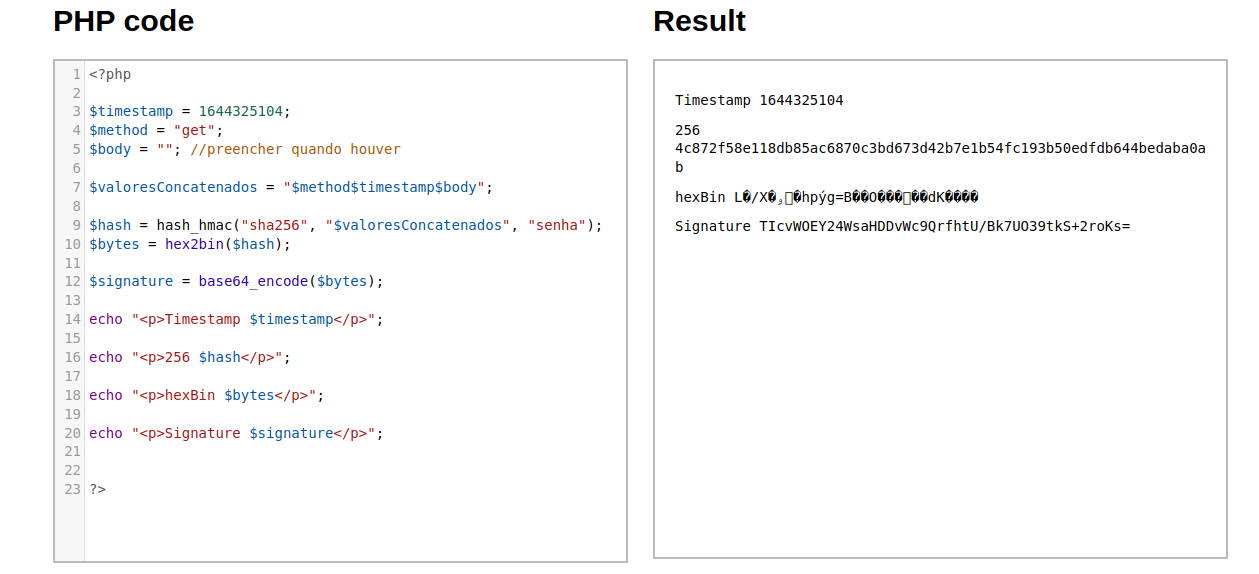 PHP code
1 <?php
2
3 $timestamp = 1644325104;
4 $method = "get";
5 $body = ""; //preencher quando houver
6
7 $valoresConcatenados = "$method$timestamp$body";
8
9 $hash = hash_hmac("sha256", "$valoresConcatenados", "senha");
10 $bytes = hex2bin($hash);
11
12 $signature = base64_encode($bytes);
13
14 echo "<p>Timestamp $timestamp</p>";
15
16 echo "<p>256 $hash</p>";
17
18 echo "<p>hexBin $bytes</p>";
19
20 echo "<p>Signature $signature</p>";
21
22
23 ?>
Result
Timestamp 1644325104
256
4c872f58e118db85ac6870c3bd673d42b7e1b54fc193b50edfdb644bedaba0a
b
hexBin L�/X�۾�hpýg=B��O������dK����
Signature TIcvWOEY24WsaHDDvWc9QrfhtU/Bk7UO39tkS+2roKs=